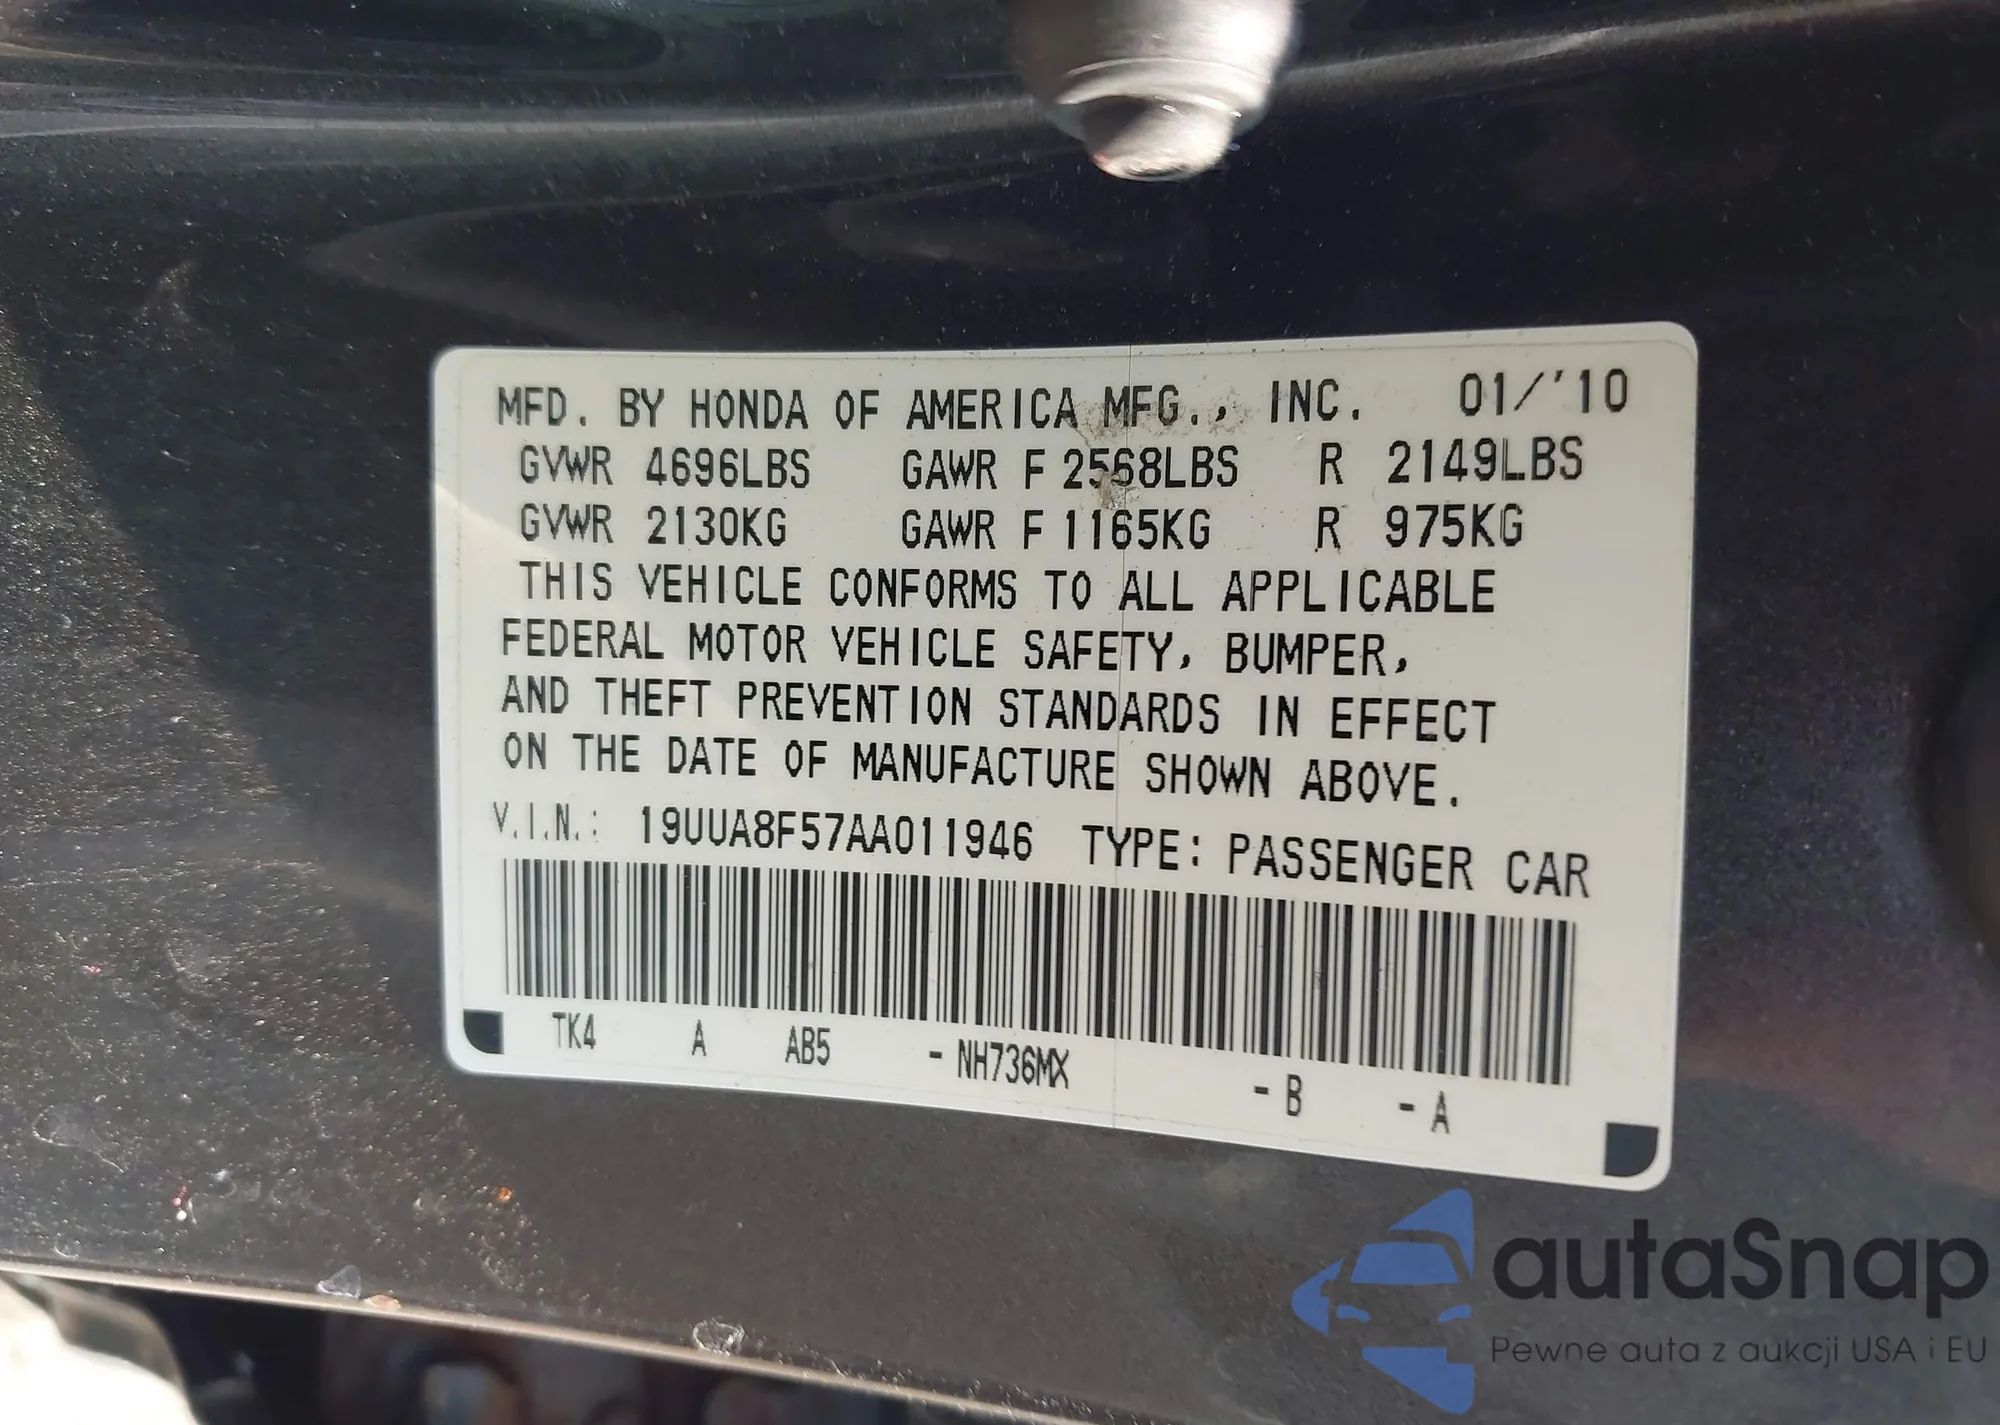 MFD. BY HONDA OF AMERICA MFG., INC. 01/'10
GVWR 4696LBS GAWR F 2568LBS R 2149LBS
GVWR 2130KG GAWR F 1165KG R 975KG
THIS VEHICLE CONFORMS TO ALL APPLICABLE
FEDERAL MOTOR VEHICLE SAFETY, BUMPER,
AND THEFT PREVENTION STANDARDS IN EFFECT
ON THE DATE OF MANUFACTURE SHOWN ABOVE.
V.I.N.: 19UUA8F57AA011946 TYPE: PASSENGER CAR
TK4 A AB5 -NH736MX -B -A
autaSnap
Pewne auta z aukcji USA i EU